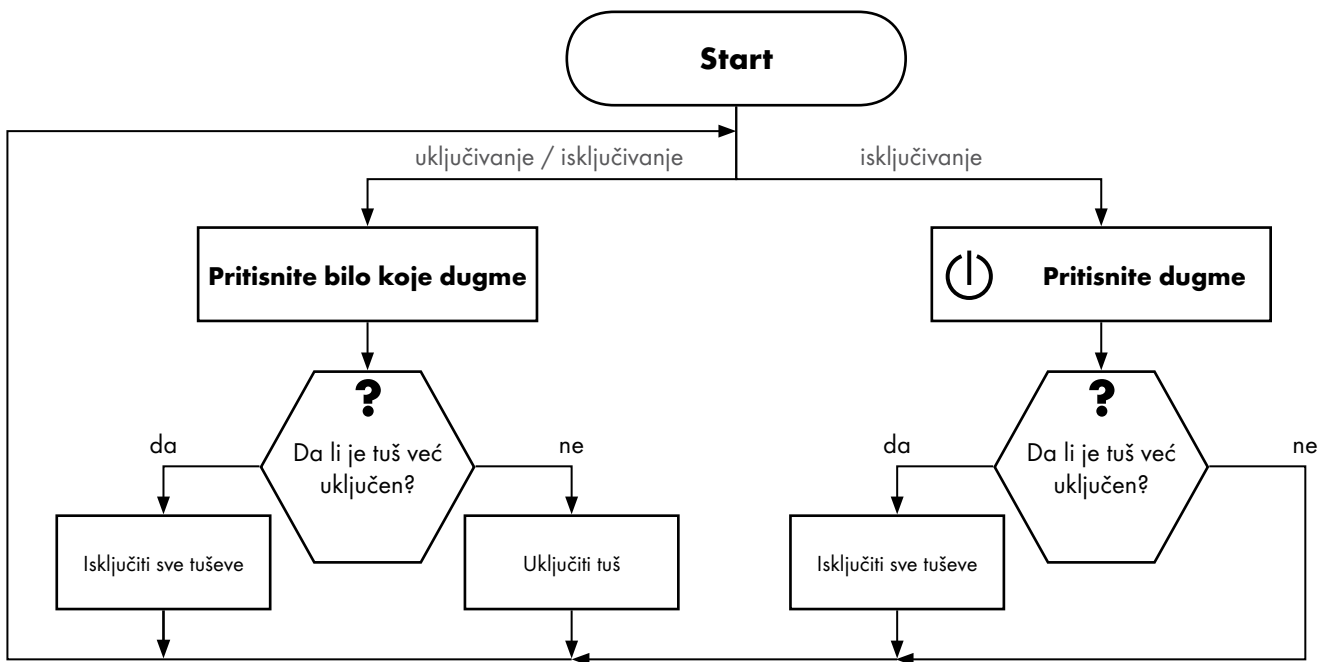 Start
uključivanje / isključivanje
isključivanje
Pritisnite bilo koje dugme
Pritisnite dugme
?
Da li je tuš već
uključen?
da
ne
Isključiti sve tuševe
Uključiti tuš
?
Da li je tuš već
uključen?
da
ne
Isključiti sve tuševe